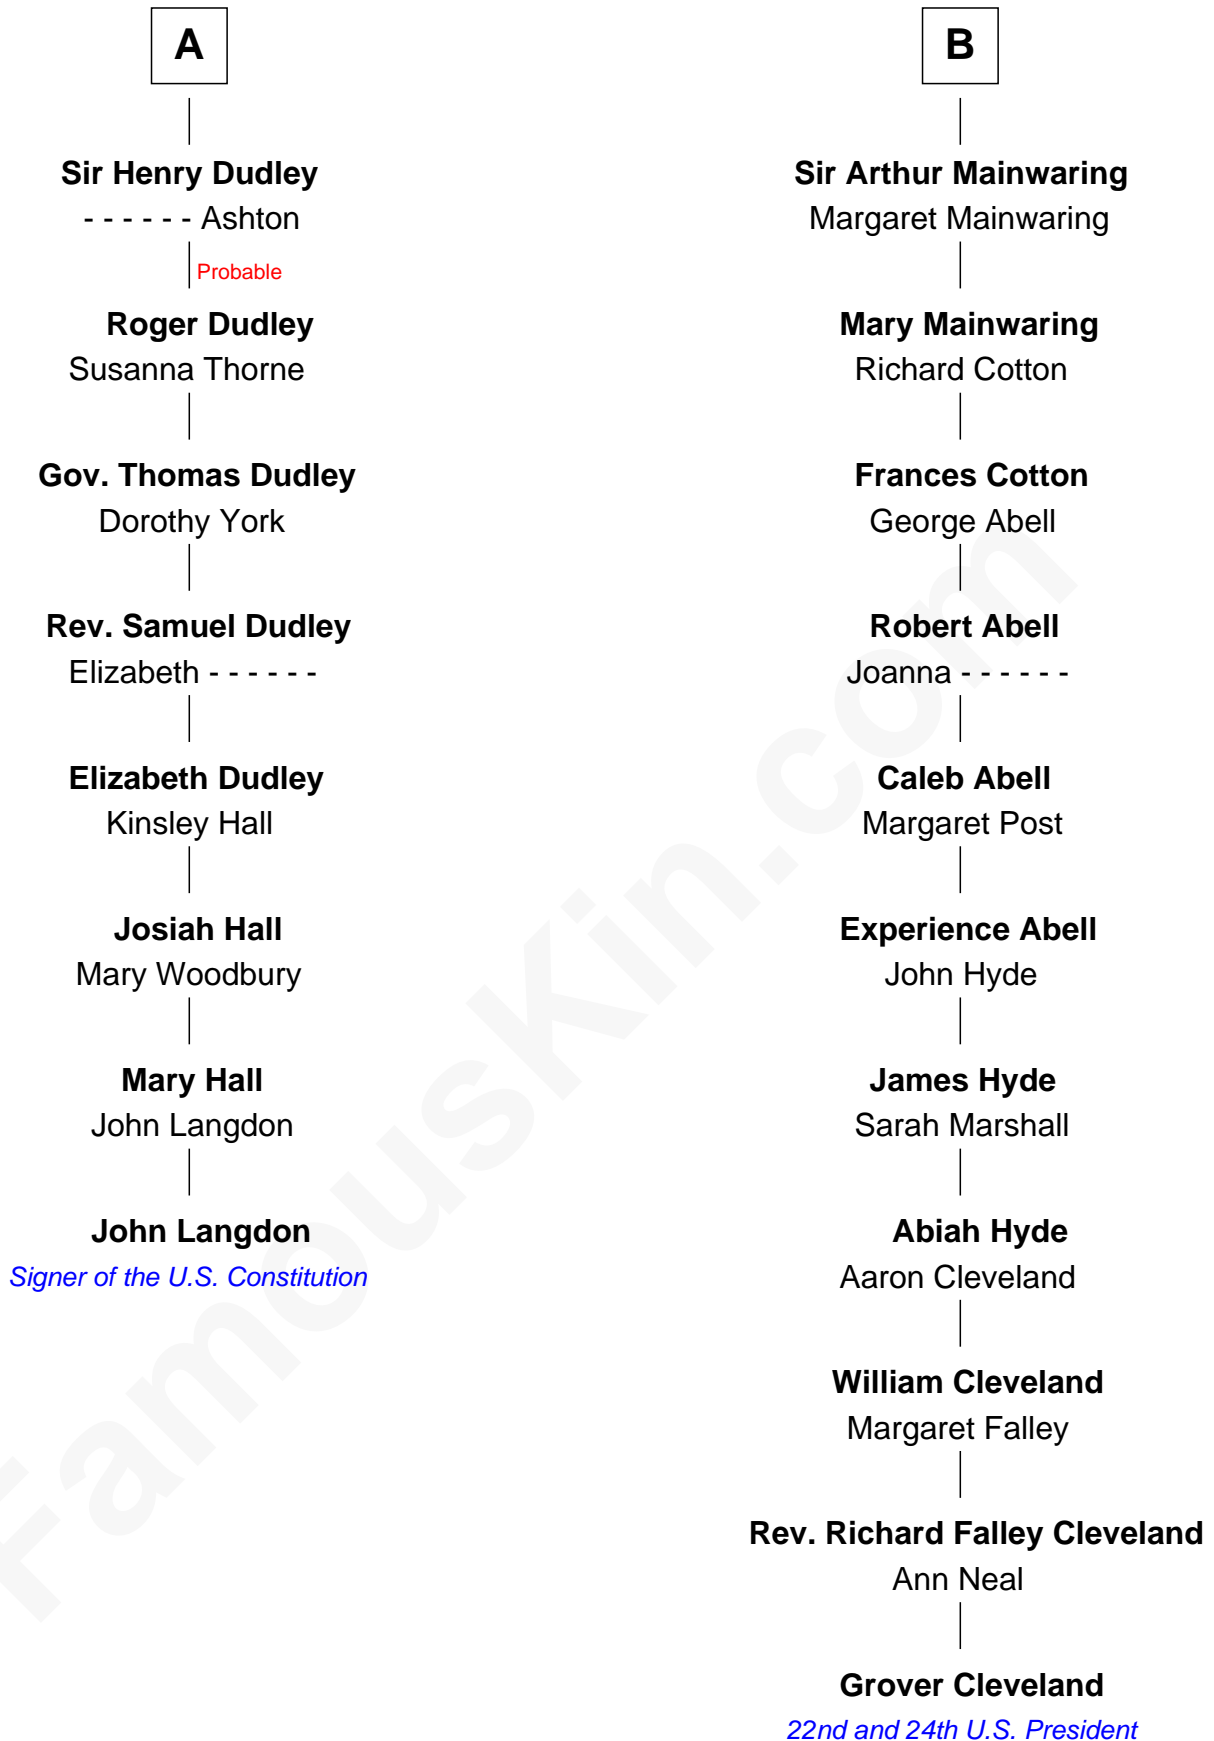 A
Sir Henry Dudley
- - - - - - Ashton
Probable
Roger Dudley
Susanna Thorne
Gov. Thomas Dudley
Dorothy York
Rev. Samuel Dudley
Elizabeth - - - - - -
Elizabeth Dudley
Kinsley Hall
Josiah Hall
Mary Woodbury
Mary Hall
John Langdon
John Langdon
Signer of the U.S. Constitution
B
Sir Arthur Mainwaring
Margaret Mainwaring
Mary Mainwaring
Richard Cotton
Frances Cotton
George Abell
Robert Abell
Joanna - - - - - -
Caleb Abell
Margaret Post
Experience Abell
John Hyde
James Hyde
Sarah Marshall
Abiah Hyde
Aaron Cleveland
William Cleveland
Margaret Falley
Rev. Richard Falley Cleveland
Ann Neal
Grover Cleveland
22nd and 24th U.S. President
FamousKin.com